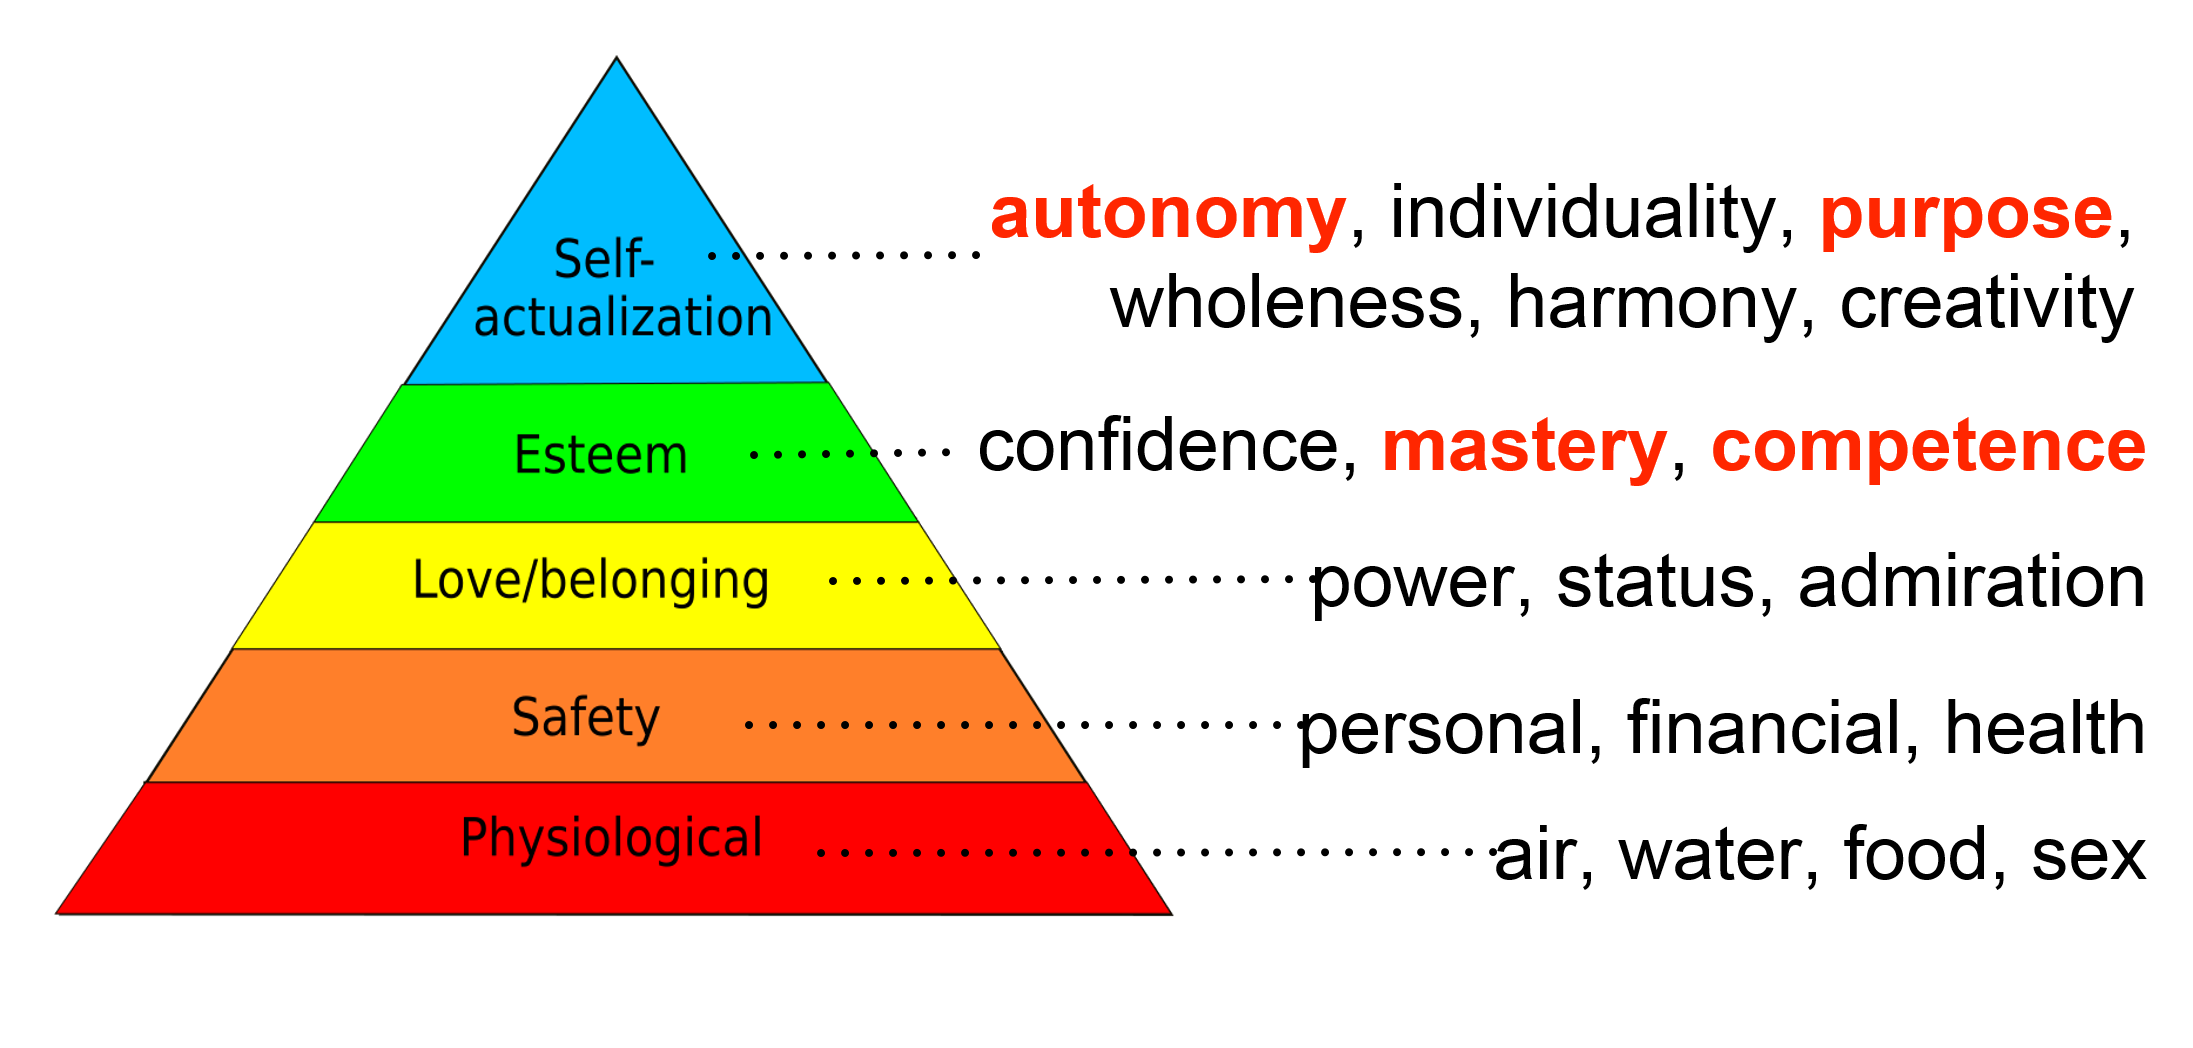 autonomy, individuality, purpose,
Self-
wholeness, harmony, creativity
actualization
Esteem
confidence, mastery, competence
Love/belonging
power, status, admiration
Safety
personal, financial, health
Physiological
air, water, food, sex